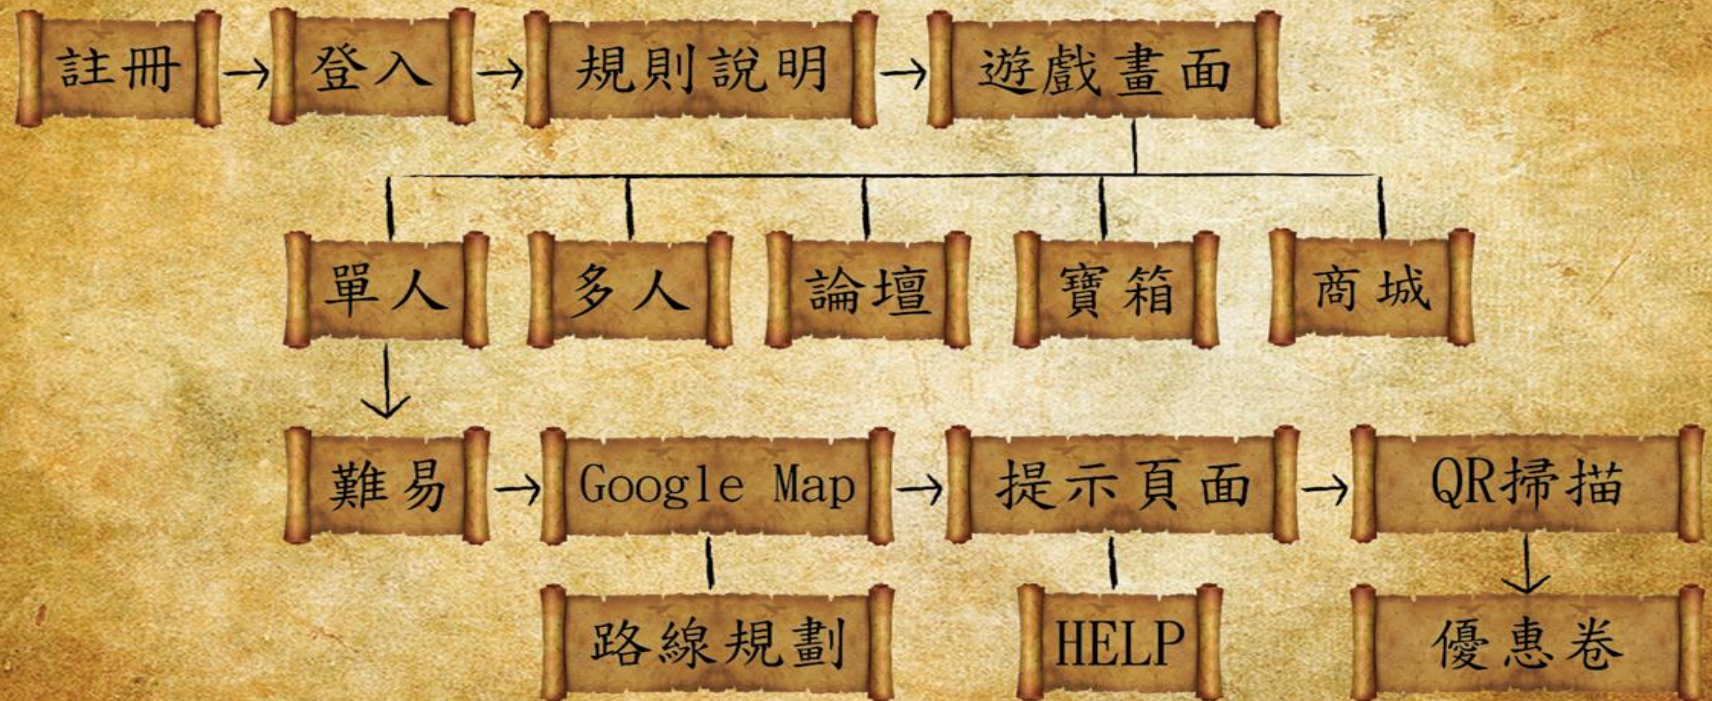 註冊
登入
規則說明
遊戲畫面
單人
多人
論壇
寶箱
商城
難易
Google Map
提示頁面
QR掃描
路線規劃
HELP
優惠卷